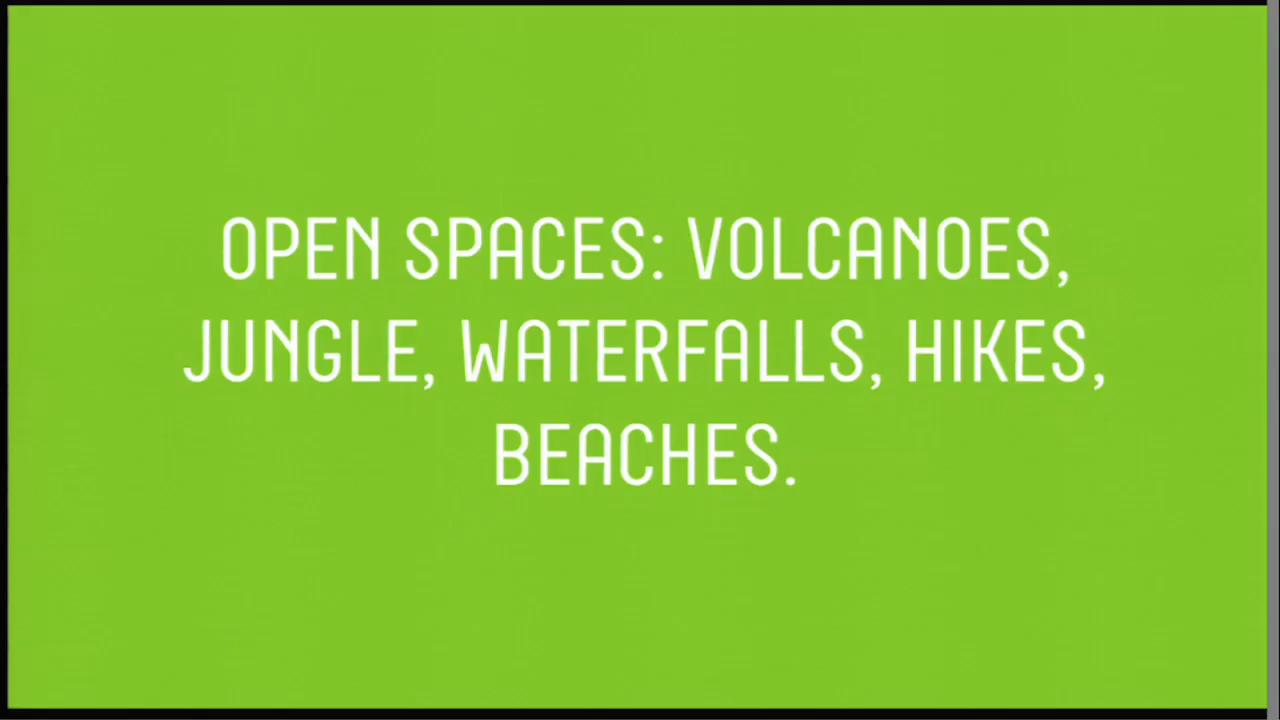 OPEN SPACES: VOLCANOES,
JUNGLE, WATERFALLS, HIKES,
BEACHES.